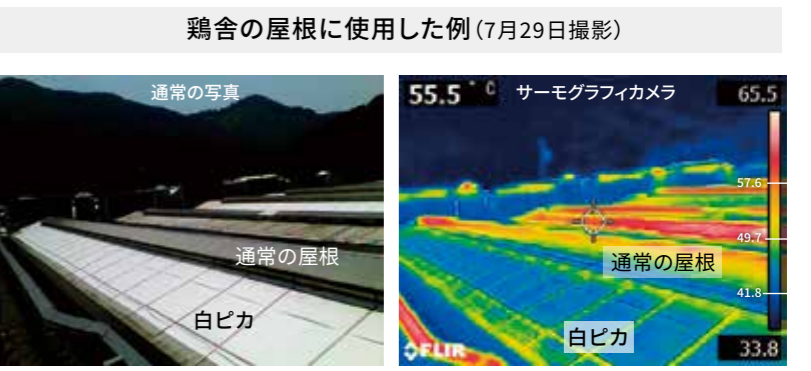 鶏舎の屋根に使用した例(7月29日撮影)
通常の写真
通常の屋根
白ピカ
55.5 °C
サーモグラフィカメラ
65.5
57.6
49.7
41.8
33.8
通常の屋根
白ピカ
FLIR